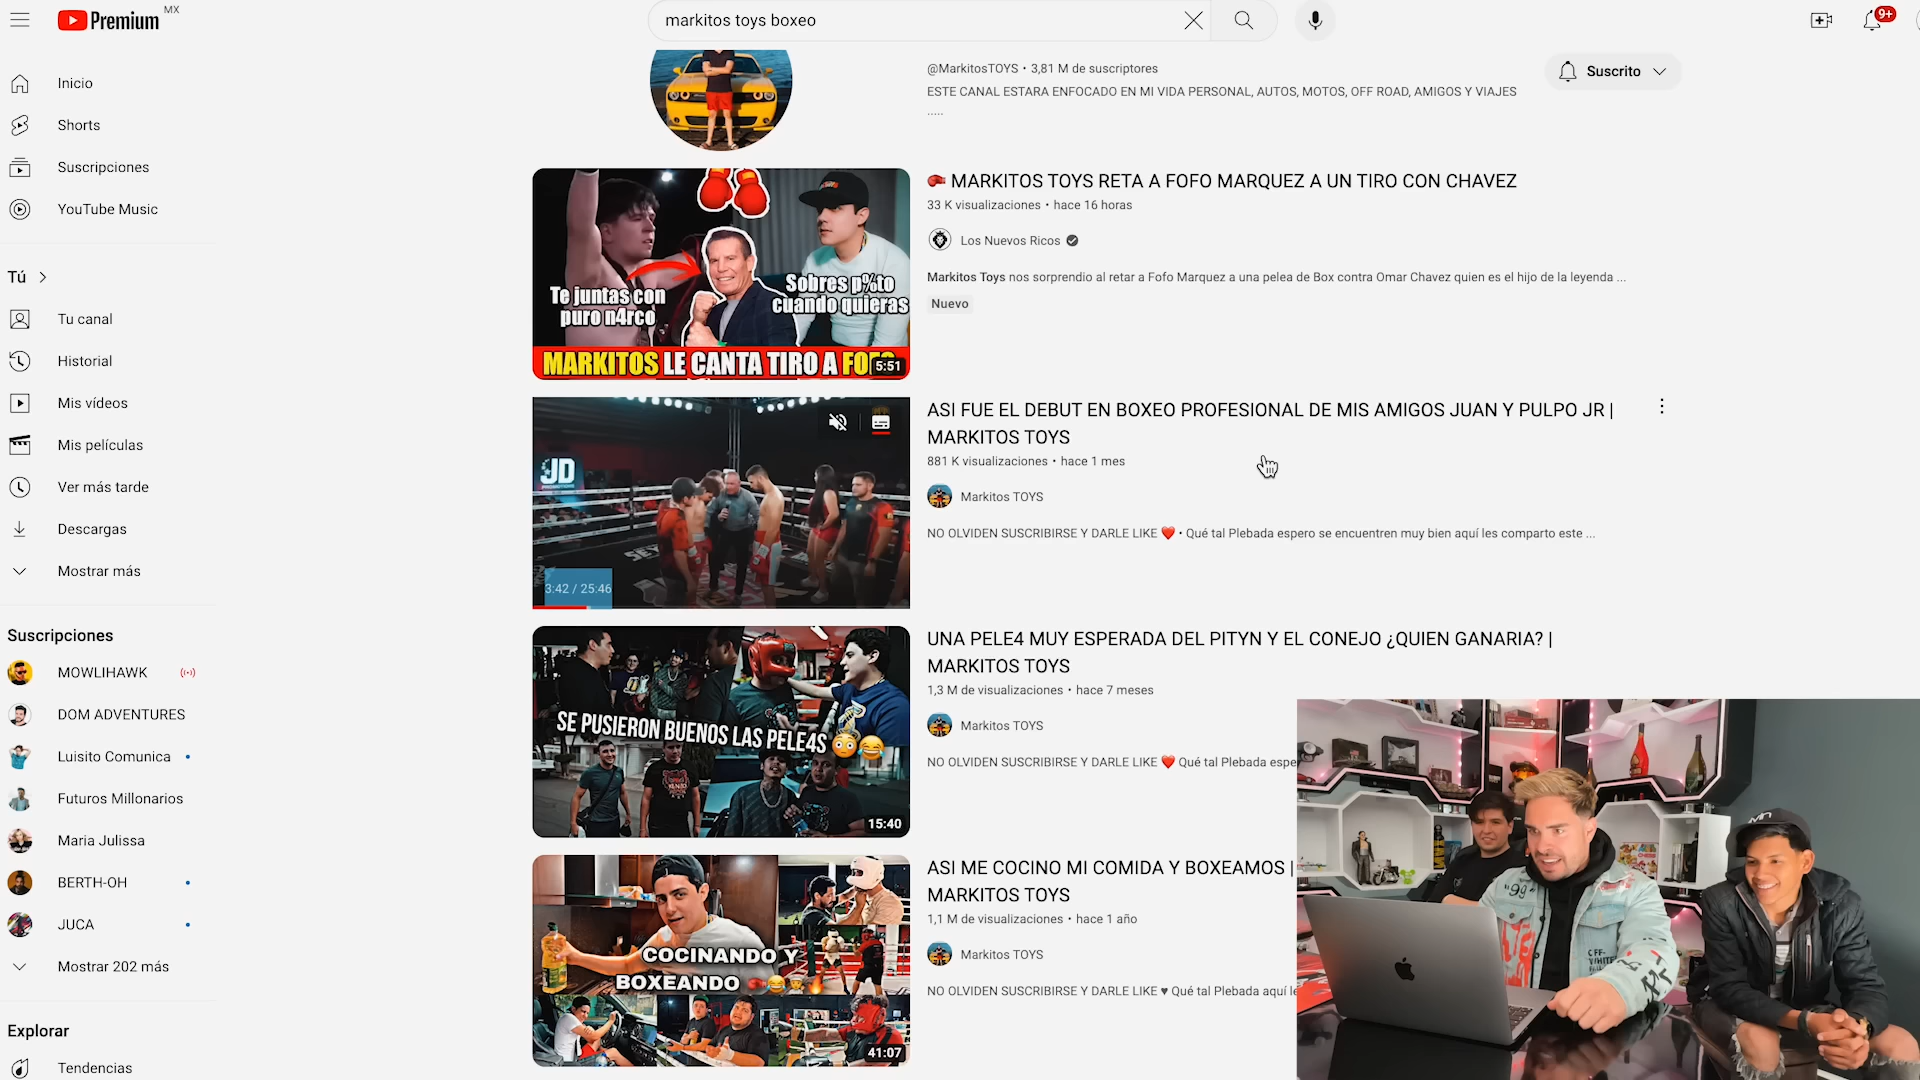 Premium MX
markitos toys boxeo
9+
Inicio
Shorts
Suscripciones
YouTube Music
Tú
Tu canal
Historial
Mis vídeos
Mis películas
Ver más tarde
Descargas
Mostrar más
Suscripciones
MOWLIHAWK
DOM ADVENTURES
Luisito Comunica
Futuros Millonarios
Maria Julissa
BERTH-OH
JUCA
Mostrar 202 más
Explorar
Tendencias
@MarkitosTOYS • 3,81 M de suscriptores
ESTE CANAL ESTARA ENFOCADO EN MI VIDA PERSONAL, AUTOS, MOTOS, OFF ROAD, AMIGOS Y VIAJES
.....
Suscrito
Te juntas con
puro n4rco
Sobres p%to
cuando quieras
MARKITOS LE CANTA TIRO A FOFO
5:51
🥊 MARKITOS TOYS RETA A FOFO MARQUEZ A UN TIRO CON CHAVEZ
33 K visualizaciones • hace 16 horas
Los Nuevos Ricos
Markitos Toys nos sorprendio al retar a Fofo Marquez a una pelea de Box contra Omar Chavez quien es el hijo de la leyenda ...
Nuevo
JD
3:42 / 25:46
ASI FUE EL DEBUT EN BOXEO PROFESIONAL DE MIS AMIGOS JUAN Y PULPO JR |
MARKITOS TOYS
881 K visualizaciones • hace 1 mes
Markitos TOYS
NO OLVIDEN SUSCRIBIRSE Y DARLE LIKE ❤️ • Qué tal Plebada espero se encuentren muy bien aquí les comparto este ...
SE PUSIERON BUENOS LAS PELE4S 😳😂
15:40
UNA PELE4 MUY ESPERADA DEL PITYN Y EL CONEJO ¿QUIEN GANARIA? |
MARKITOS TOYS
1,3 M de visualizaciones • hace 7 meses
Markitos TOYS
NO OLVIDEN SUSCRIBIRSE Y DARLE LIKE ❤️ Qué tal Plebada espe
COCINANDO Y
BOXEANDO
41:07
ASI ME COCINO MI COMIDA Y BOXEAMOS |
MARKITOS TOYS
1,1 M de visualizaciones • hace 1 año
Markitos TOYS
NO OLVIDEN SUSCRIBIRSE Y DARLE LIKE ♥ Qué tal Plebada aquí le
"99"
OFF-
WHITE